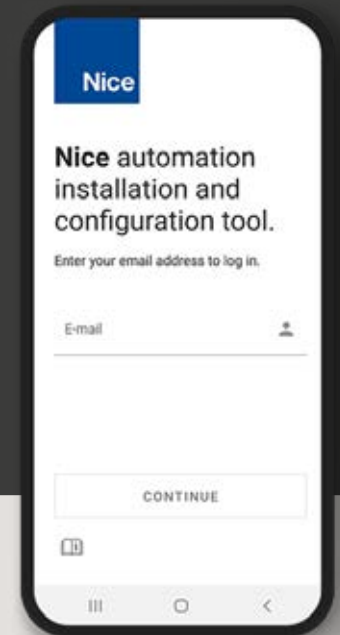 Nice
Nice automation
installation and
configuration tool.
Enter your email address to log in.
E-mail
CONTINUE